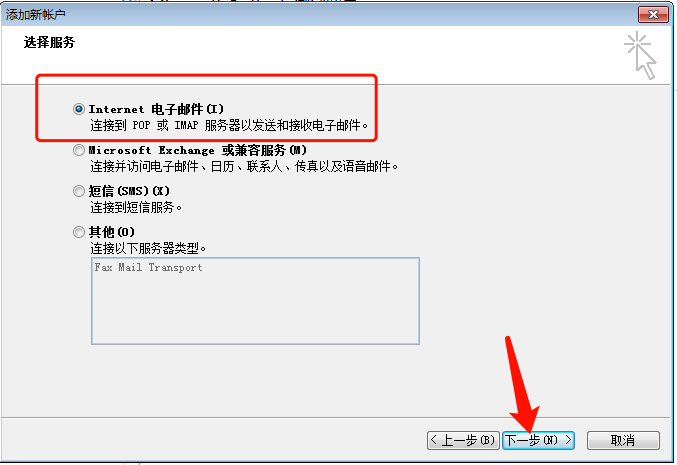 添加新帐户
选择服务
Internet 电子邮件(I)
连接到 POP 或 IMAP 服务器以发送和接收电子邮件。
Microsoft Exchange 或兼容服务(M)
连接并访问电子邮件、日历、联系人、传真以及语音邮件。
短信(SMS)(X)
连接到短信服务。
其他(O)
连接以下服务器类型。
Fax Mail Transport
< 上一步(B) 下一步(N) > 取消